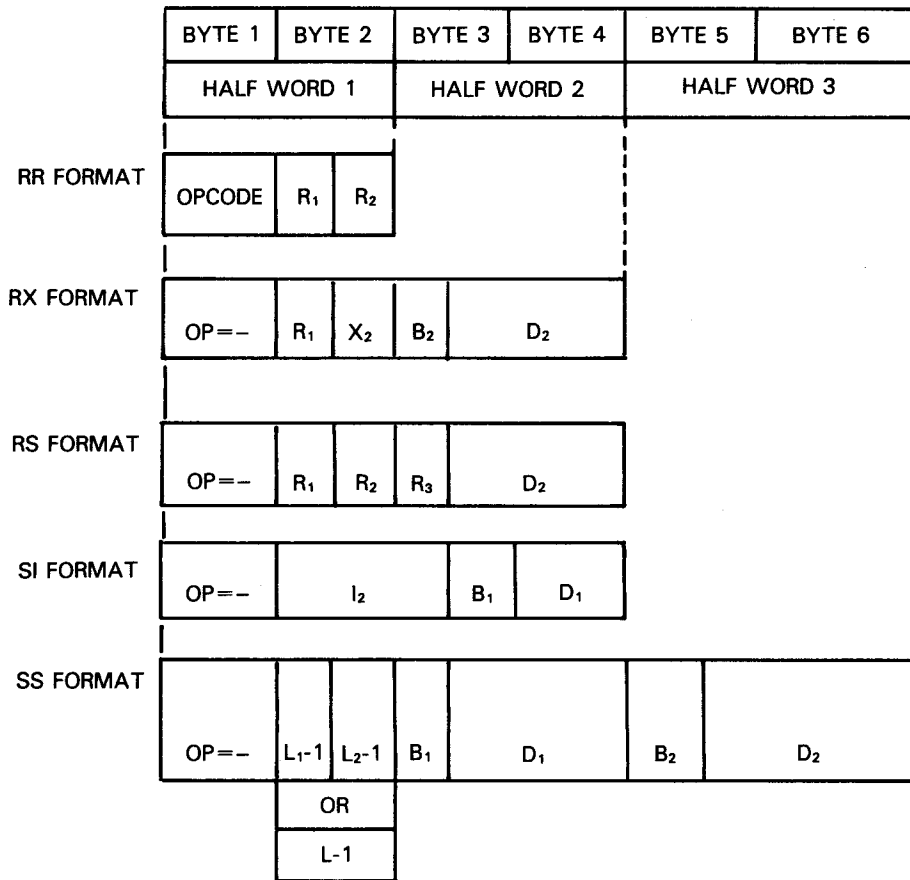 BYTE 1 BYTE 2 BYTE 3 BYTE 4 BYTE 5 BYTE 6
HALF WORD 1 HALF WORD 2 HALF WORD 3
RR FORMAT OPCODE R₁ R₂
RX FORMAT OP=– R₁ X₂ B₂ D₂
RS FORMAT OP=– R₁ R₂ R₃ D₂
SI FORMAT OP=– I₂ B₁ D₁
SS FORMAT OP=– L₁-1 L₂-1 B₁ D₁ B₂ D₂
OR
L-1